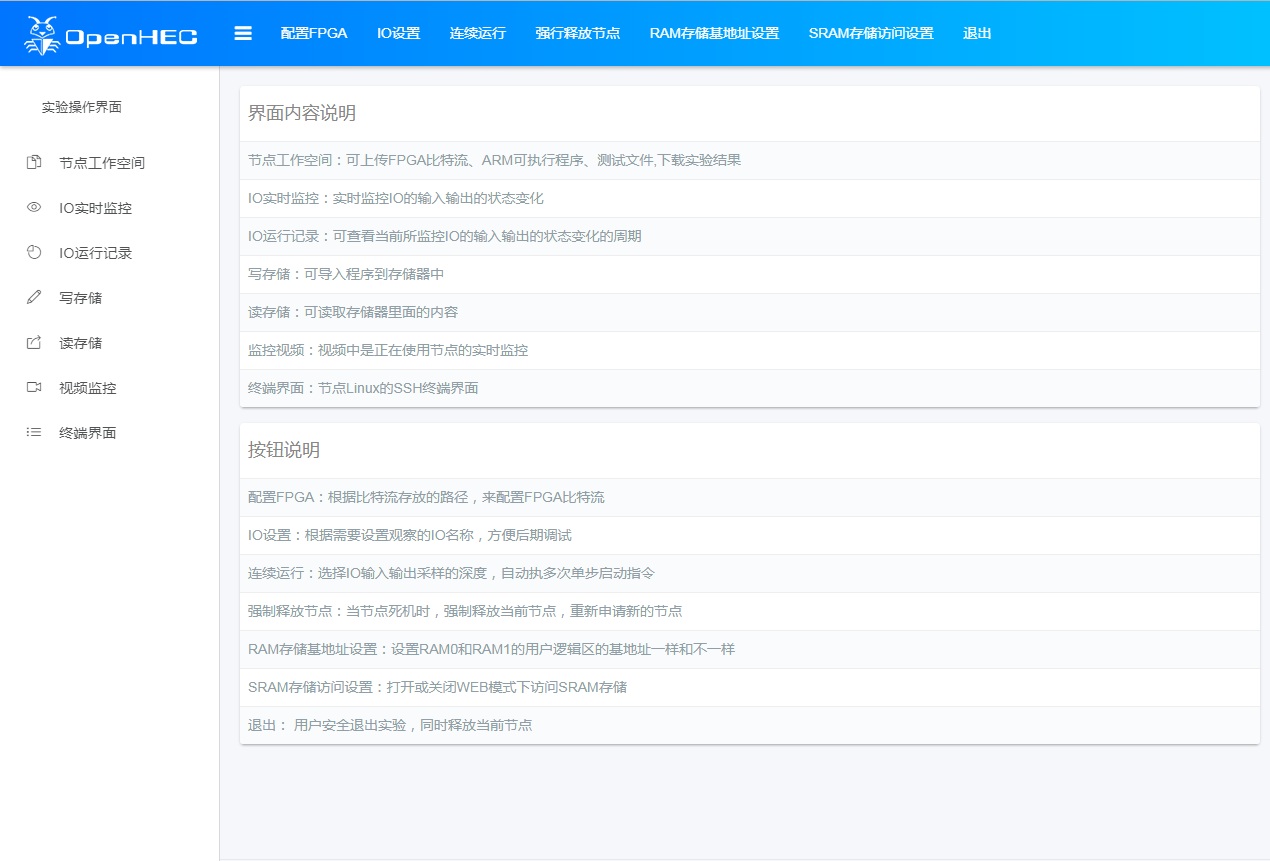 OpenHEC
配置FPGA IO设置 连续运行 强行释放节点 RAM存储基地址设置 SRAM存储访问设置 退出
实验操作界面
节点工作空间
IO实时监控
IO运行记录
写存储
读存储
视频监控
终端界面
界面内容说明
节点工作空间：可上传FPGA比特流、ARM可执行程序、测试文件,下载实验结果
IO实时监控：实时监控IO的输入输出的状态变化
IO运行记录：可查看当前所监控IO的输入输出的状态变化的周期
写存储：可导入程序到存储器中
读存储：可读取存储器里面的内容
监控视频：视频中是正在使用节点的实时监控
终端界面：节点Linux的SSH终端界面
按钮说明
配置FPGA：根据比特流存放的路径，来配置FPGA比特流
IO设置：根据需要设置观察的IO名称，方便后期调试
连续运行：选择IO输入输出采样的深度，自动执多次单步启动指令
强制释放节点：当节点死机时，强制释放当前节点，重新申请新的节点
RAM存储基地址设置：设置RAM0和RAM1的用户逻辑区的基地址一样和不一样
SRAM存储访问设置：打开或关闭WEB模式下访问SRAM存储
退出： 用户安全退出实验，同时释放当前节点